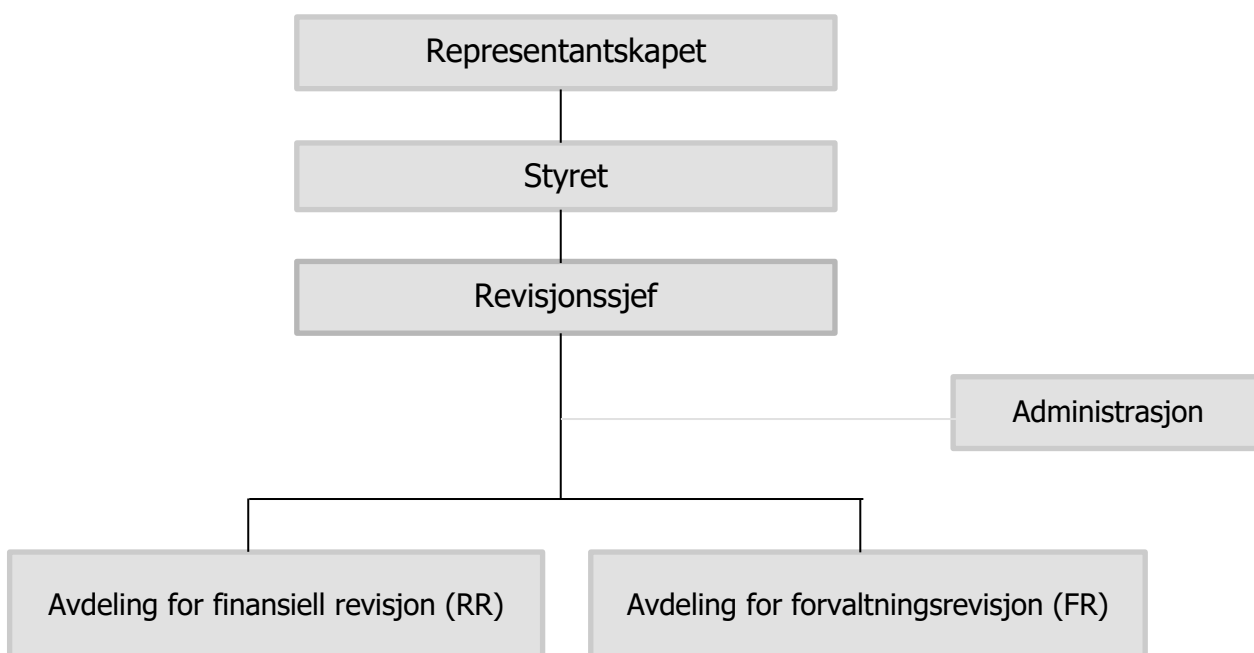 Representantskapet
Styret
Revisjonssjef
Administrasjon
Avdeling for finansiell revisjon (RR)
Avdeling for forvaltningsrevisjon (FR)